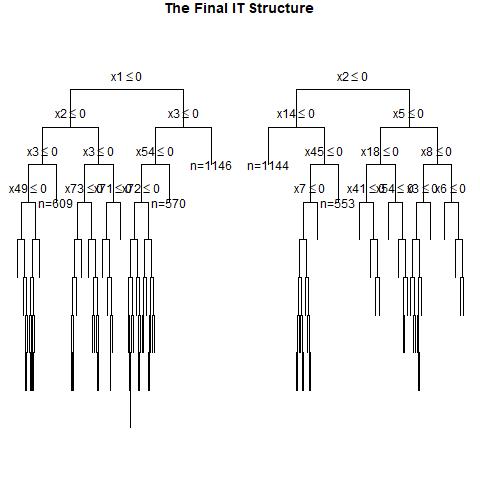 The Final IT Structure
x1 ≤ 0 x2 ≤ 0
x2 ≤ 0 x3 ≤ 0 x14 ≤ 0 x5 ≤ 0
x3 ≤ 0 x3 ≤ 0 x54 ≤ 0 n=1146 n=1144 x45 ≤ 0 x18 ≤ 0 x8 ≤ 0
x49 ≤ 0 n=609 x73 ≤ 0 x71 ≤ 0 x72 ≤ 0 n=570 x7 ≤ 0 n=553 x41 ≤ 0 x54 ≤ 0 x3 ≤ 0 x6 ≤ 0